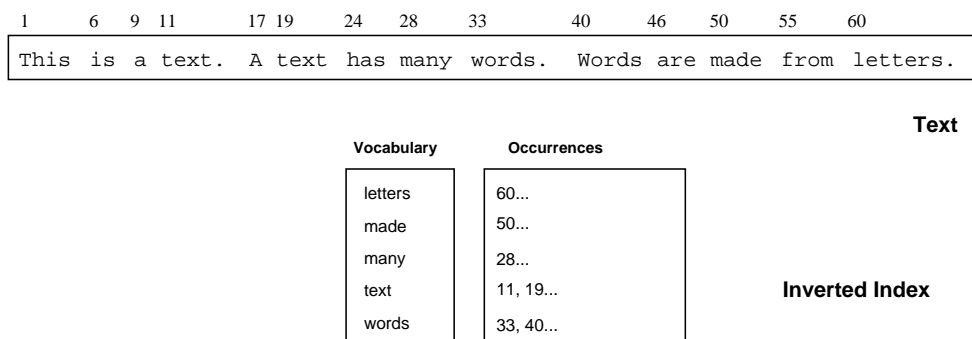 1 6 9 11 17 19 24 28 33 40 46 50 55 60
This is a text. A text has many words. Words are made from letters.
Text
Vocabulary Occurrences
letters 60...
made 50...
many 28...
text 11, 19...
Inverted Index
words 33, 40...